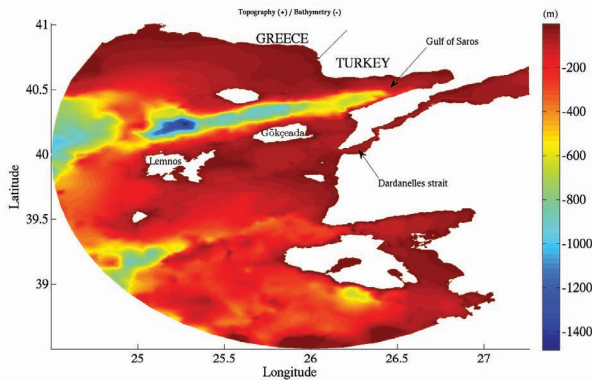 Topography (+) / Bathymetry (-)
(m)
GREECE
TURKEY
Gulf of Saros
Gökçeada
Lemnos
Dardanelles strait
Latitude
41
40.5
40
39.5
39
25
25.5
26
26.5
27
Longitude
-200
-400
-600
-800
-1000
-1200
-1400